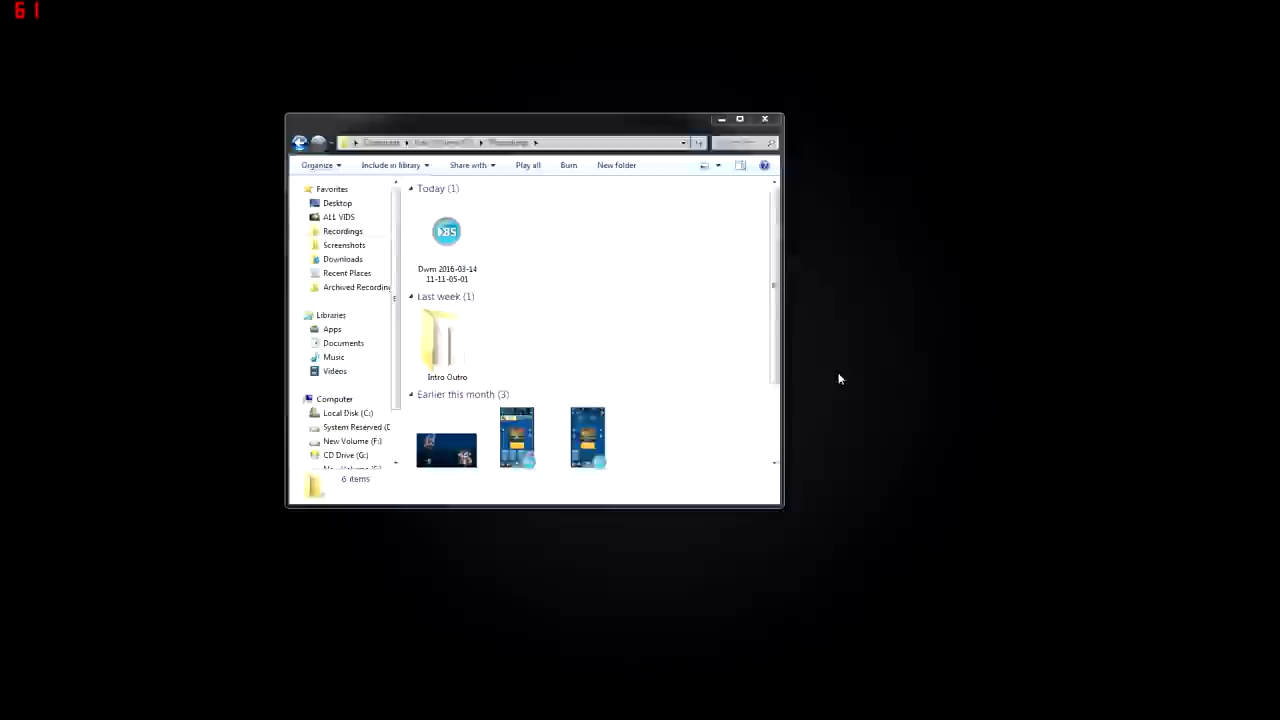 61
Organize
Include in library
Share with
Play all
Burn
New folder
Favorites
Desktop
ALL VIDS
Recordings
Screenshots
Downloads
Recent Places
Archived Recording
Libraries
Apps
Documents
Music
Videos
Computer
Local Disk (C:)
System Reserved (E
New Volume (F:)
CD Drive (G:)
Today (1)
BS
Dwm 2016-03-14
11-11-05-01
Last week (1)
Intro Outro
Earlier this month (3)
6 items